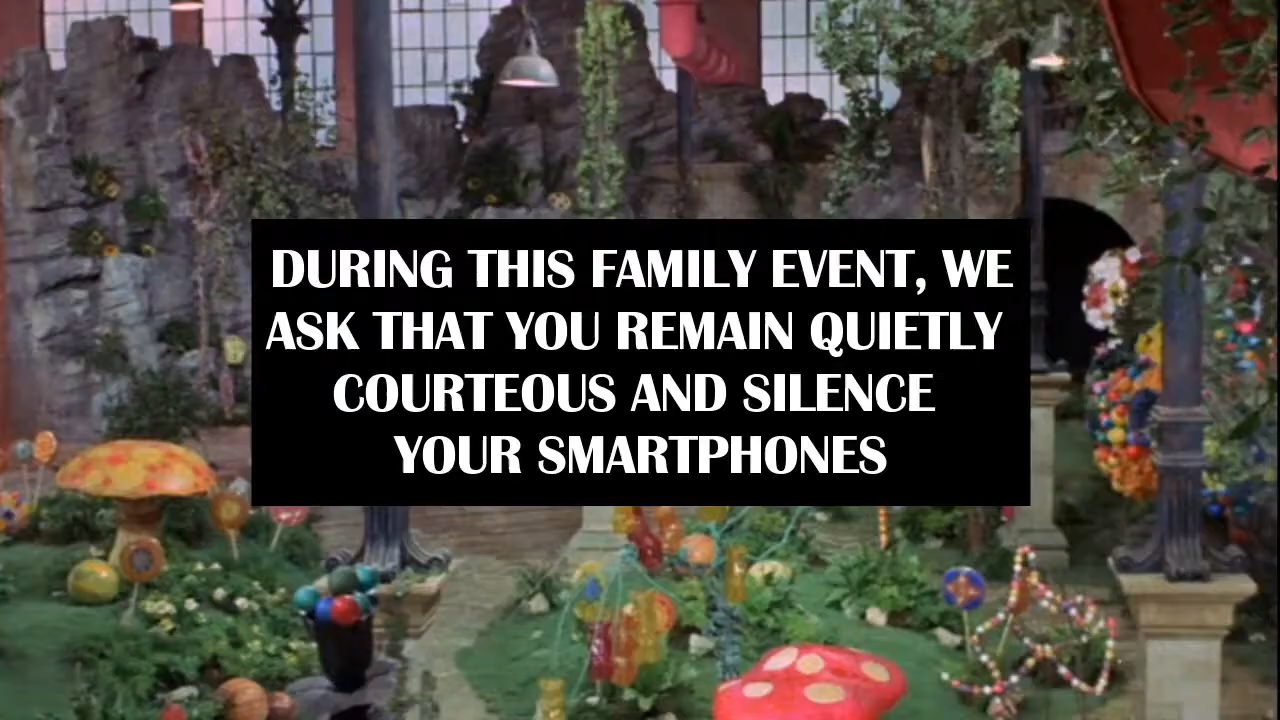 DURING THIS FAMILY EVENT, WE
ASK THAT YOU REMAIN QUIETLY
COURTEOUS AND SILENCE
YOUR SMARTPHONES